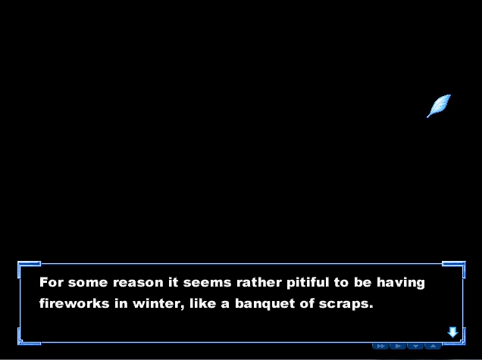 For some reason it seems rather pitiful to be having
fireworks in winter, like a banquet of scraps.